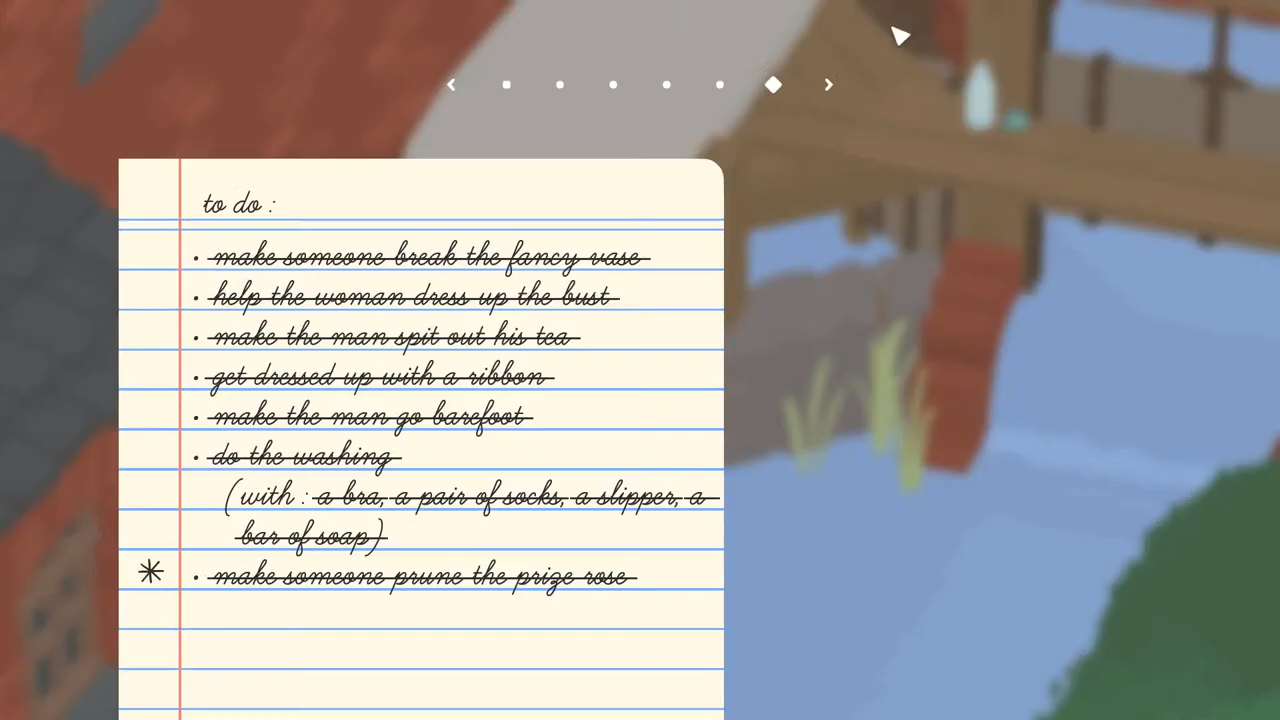 to do :
• make someone break the fancy vase
• help the woman dress up the bust
• make the man spit out his tea
• get dressed up with a ribbon
• make the man go barefoot
• do the washing
(with : a bra, a pair of socks, a slipper, a
bar of soap)
• make someone prune the prize rose